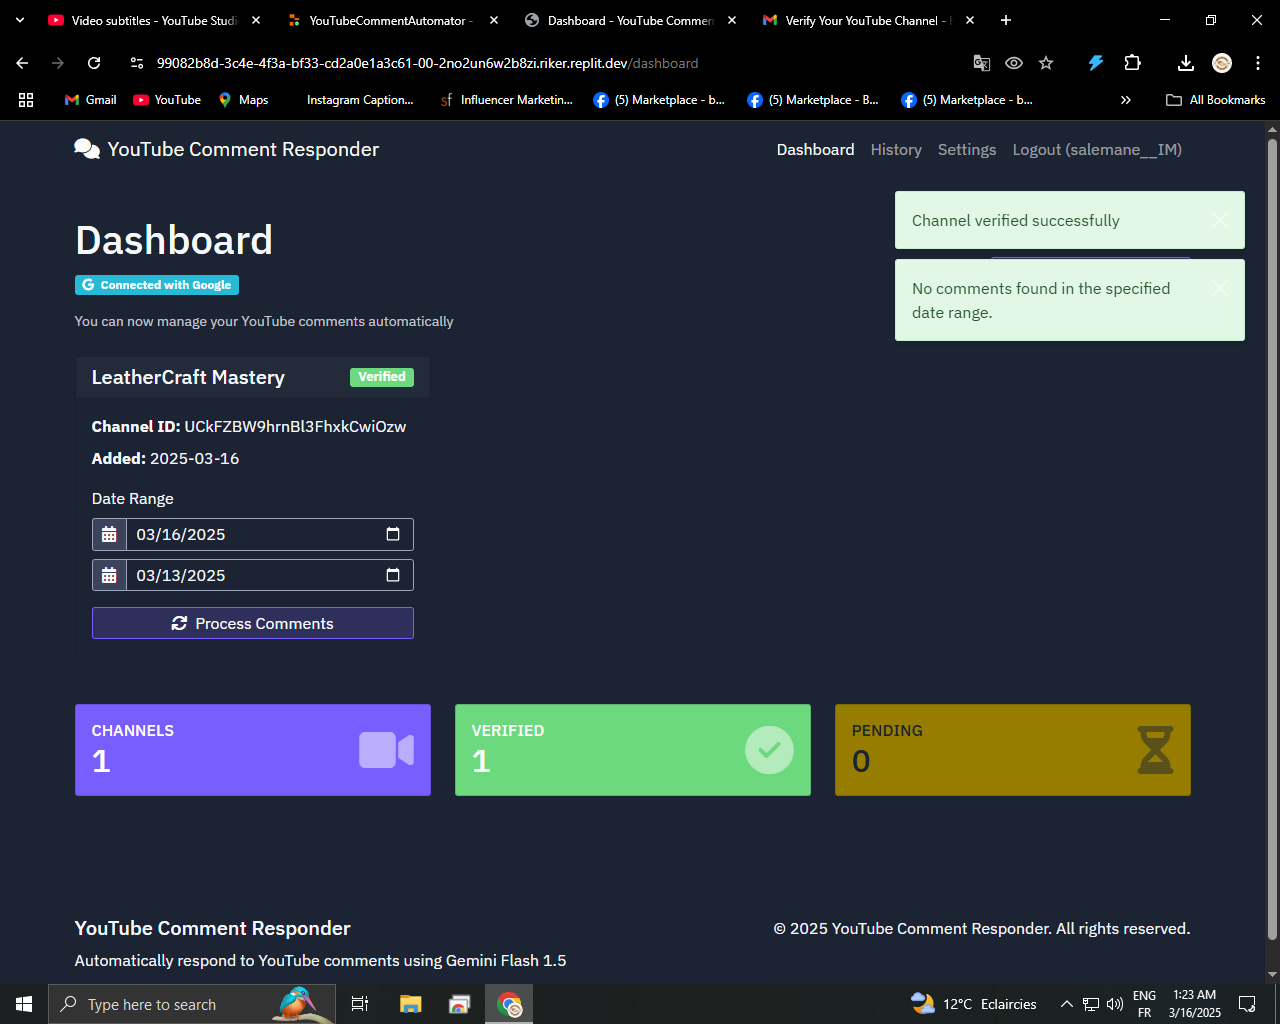 Video subtitles - YouTube Studi
YouTubeCommentAutomator -
Dashboard - YouTube Commen
Verify Your YouTube Channel -
99082b8d-3c4e-4f3a-bf33-cd2a0e1a3c61-00-2no2un6w2b8zi.riker.replit.dev/dashboard
Gmail
YouTube
Maps
Instagram Caption...
sf Influencer Marketin...
(5) Marketplace - b...
(5) Marketplace - B...
(5) Marketplace - b...
All Bookmarks
YouTube Comment Responder
Dashboard
History
Settings
Logout (salemane__IM)
Channel verified successfully
No comments found in the specified
date range.
Dashboard
G Connected with Google
You can now manage your YouTube comments automatically
LeatherCraft Mastery
Verified
Channel ID: UCkFZBW9hrnBl3FhxkCwiOzw
Added: 2025-03-16
Date Range
03/16/2025
03/13/2025
Process Comments
CHANNELS
1
VERIFIED
1
PENDING
0
YouTube Comment Responder
© 2025 YouTube Comment Responder. All rights reserved.
Automatically respond to YouTube comments using Gemini Flash 1.5
Type here to search
12°C Eclaircies
ENG
FR
1:23 AM
3/16/2025